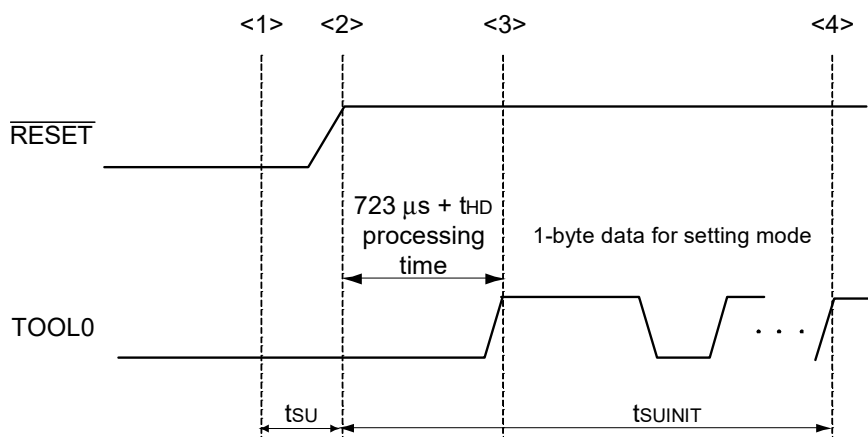 <1> <2> <3> <4>
RESET
723 µs + tHD
processing
time
1-byte data for setting mode
TOOL0
. . .
tSU tSUINIT